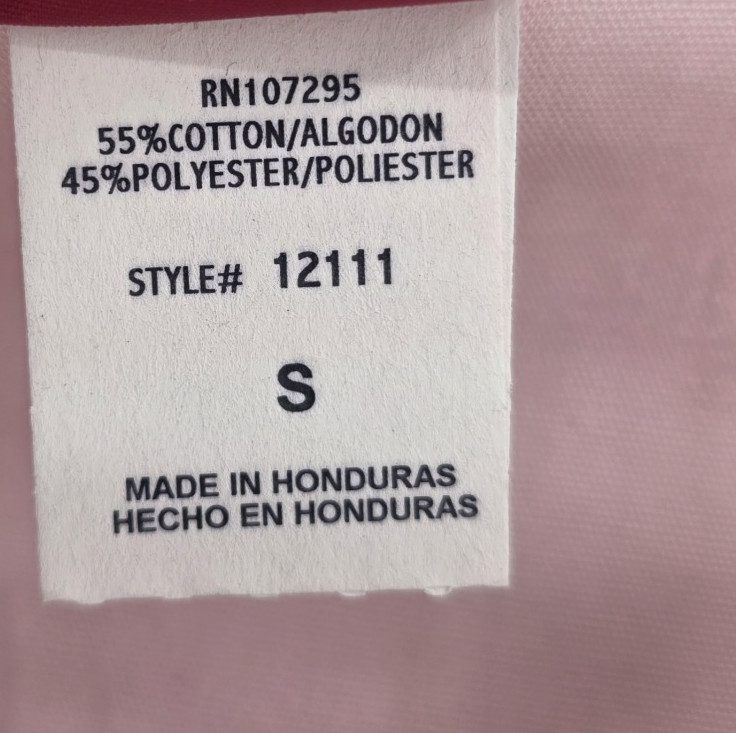 RN107295
55%COTTON/ALGODON
45%POLYESTER/POLIESTER
STYLE# 12111
S
MADE IN HONDURAS
HECHO EN HONDURAS